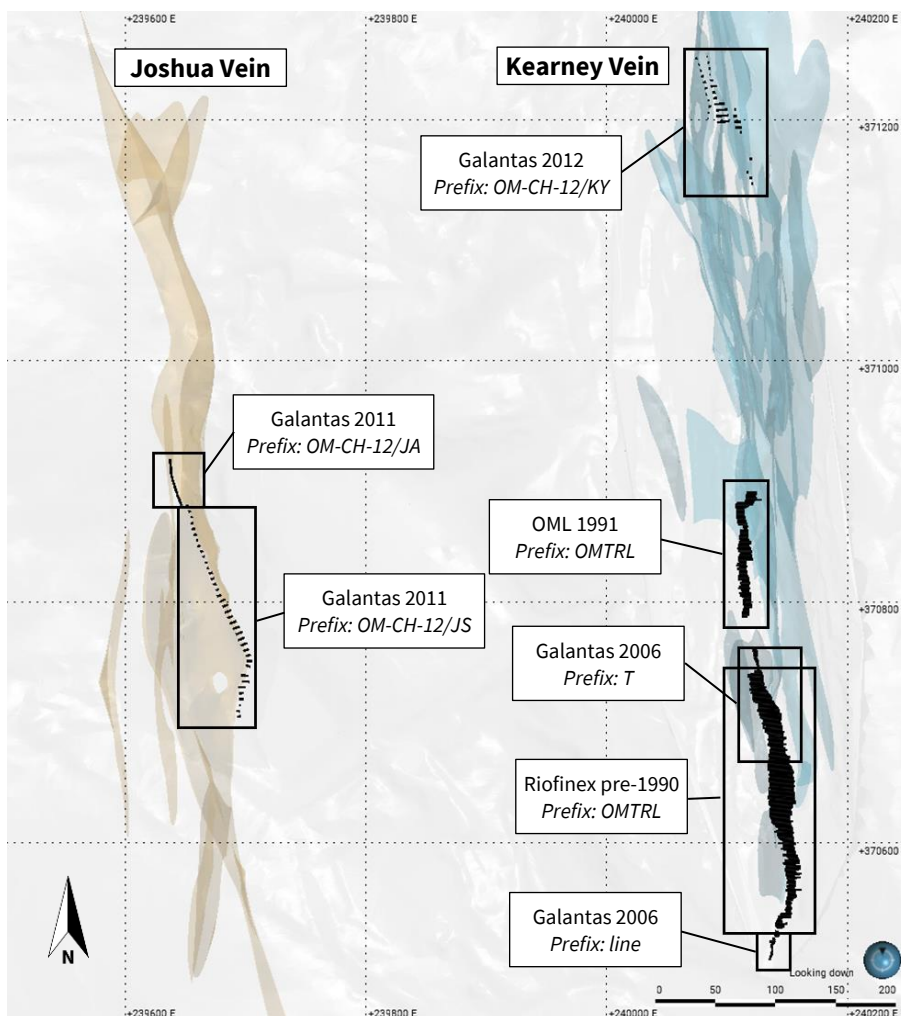 +239600 E
+239800 E
+240000 E
+240200 E
Joshua Vein
Kearney Vein
+371200
Galantas 2012
Prefix: OM-CH-12/KY
+371000
Galantas 2011
Prefix: OM-CH-12/JA
OML 1991
Prefix: OMTRL
+370800
Galantas 2011
Prefix: OM-CH-12/JS
Galantas 2006
Prefix: T
Riofinex pre-1990
Prefix: OMTRL
+370600
Galantas 2006
Prefix: line
N
Looking down
0 50 100 150 200
+239600 E
+239800 E
+240000 E
+240200 E